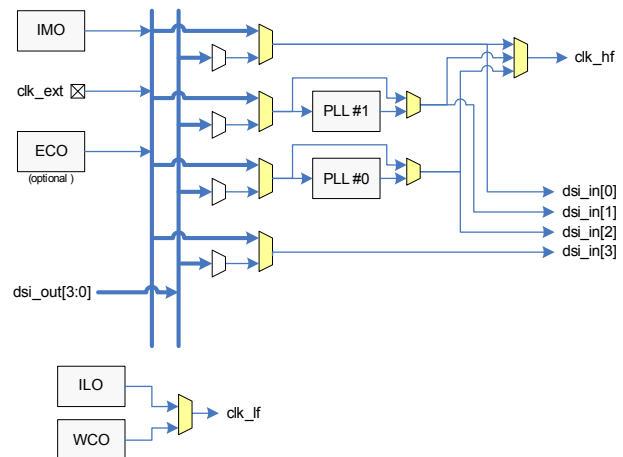 IMO
clk_hf
clk_ext
PLL #1
ECO
(optional )
PLL #0
dsi_in[0]
dsi_in[1]
dsi_in[2]
dsi_in[3]
dsi_out[3:0]
ILO
clk_lf
WCO